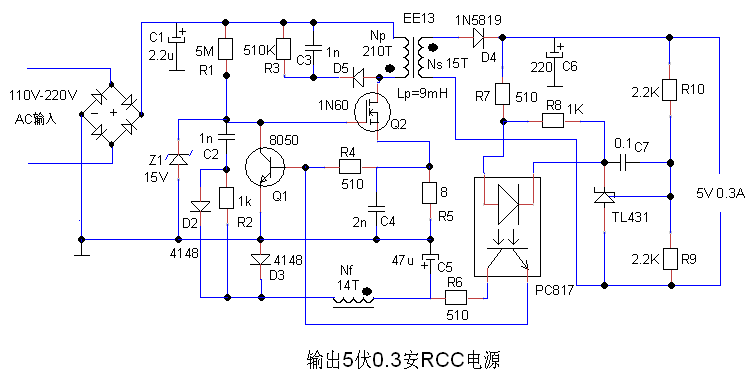 EE13
1N5819
C1
+
2.2u
5M
R1
510K
R3
C3
1n
Np
210T
Ns 15T
D4
D5
+
220
C6
R7
510
R8
1K
2.2K
R10
110V-220V
AC输入
-
+
1N60
Lp=9mH
Q2
1n
C2
8050
Z1
15V
Q1
R4
510
0.1
C7
D2
1k
R2
2n
C4
8
R5
TL431
5V 0.3A
4148
4148
D3
47u
+
C5
2.2K
R9
Nf
14T
R6
510
PC817
输出5伏0.3安RCC电源